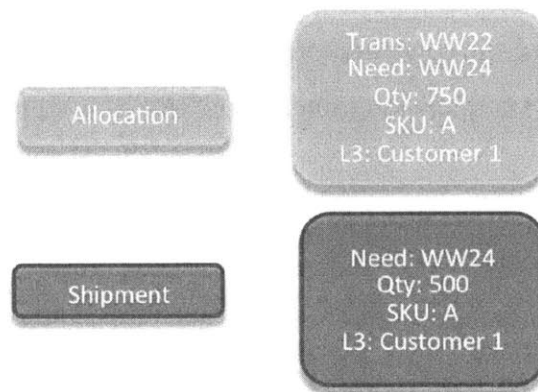 Allocation
Trans: WW22
Need: WW24
Qty: 750
SKU: A
L3: Customer 1
Shipment
Need: WW24
Qty: 500
SKU: A
L3: Customer 1